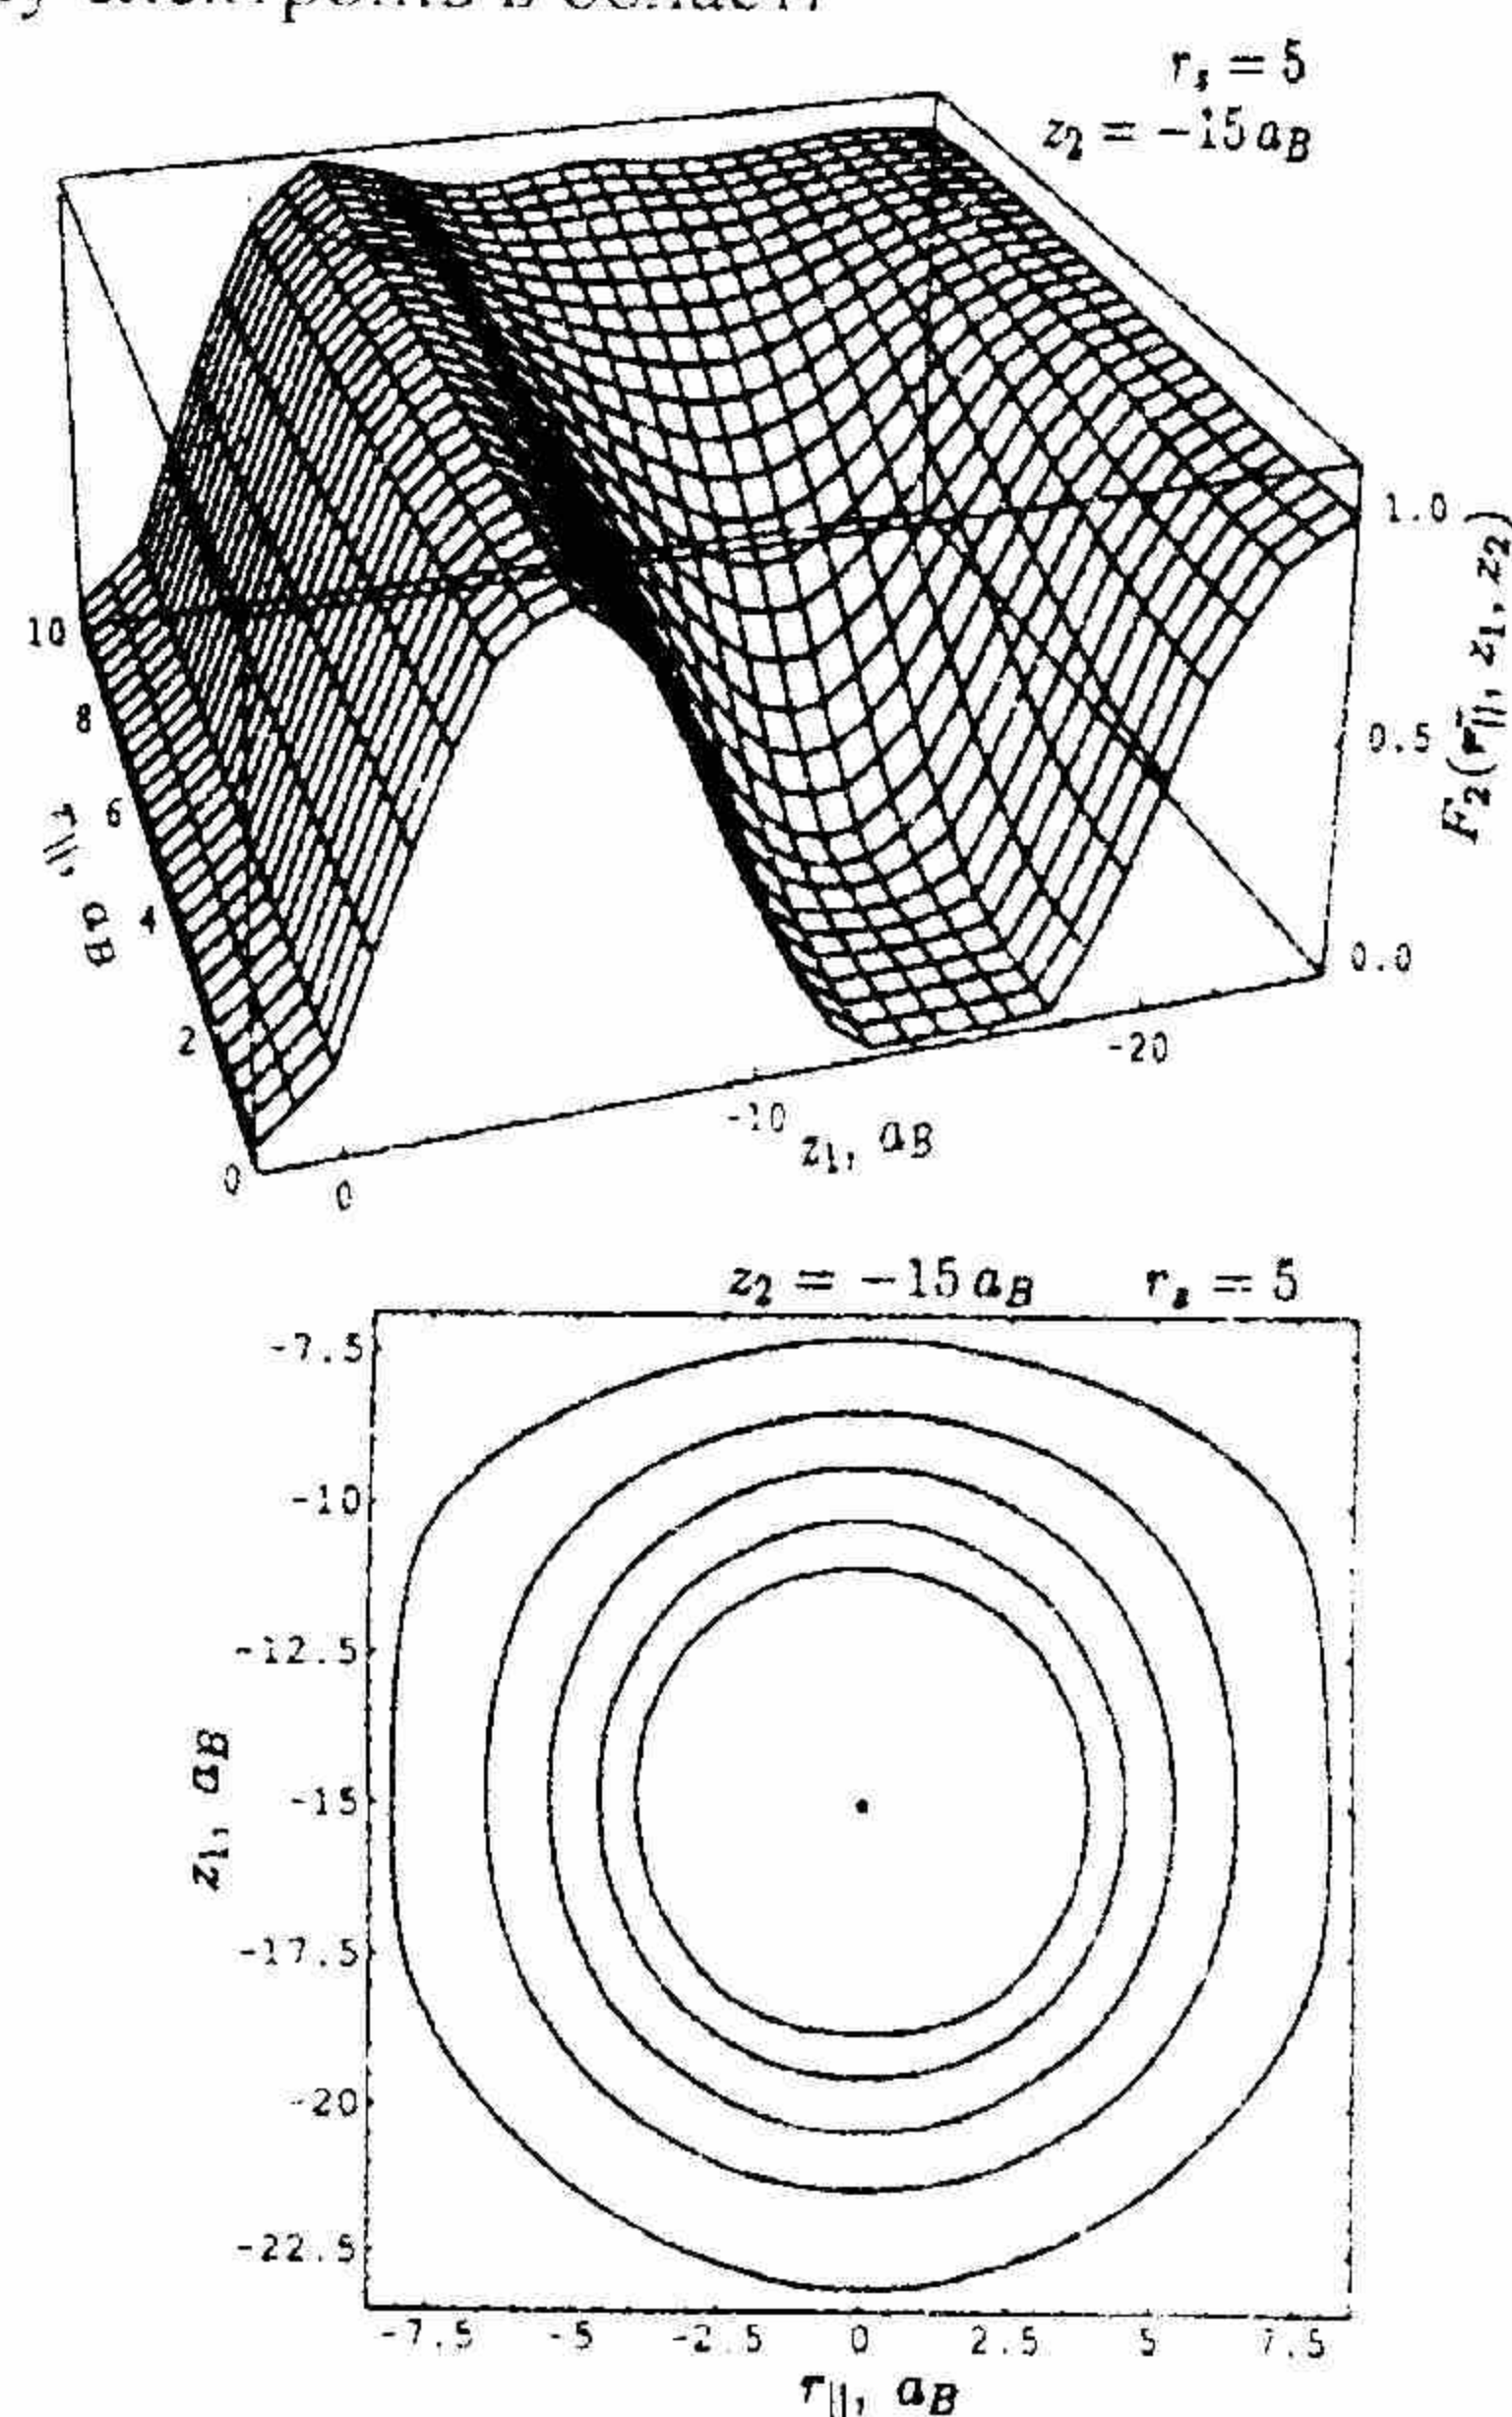 r_s = 5
z_2 = −15 a_B
1.0
0.5
0.0
F_2(r_||, z_1, z_2)
10
8
6
4
2
0
r_||, a_B
0
-10
-20
z_1, a_B
z_2 = −15 a_B r_s = 5
-7.5
-10
-12.5
-15
-17.5
-20
-22.5
z_1, a_B
-7.5 -5 -2.5 0 2.5 5 7.5
r_||, a_B